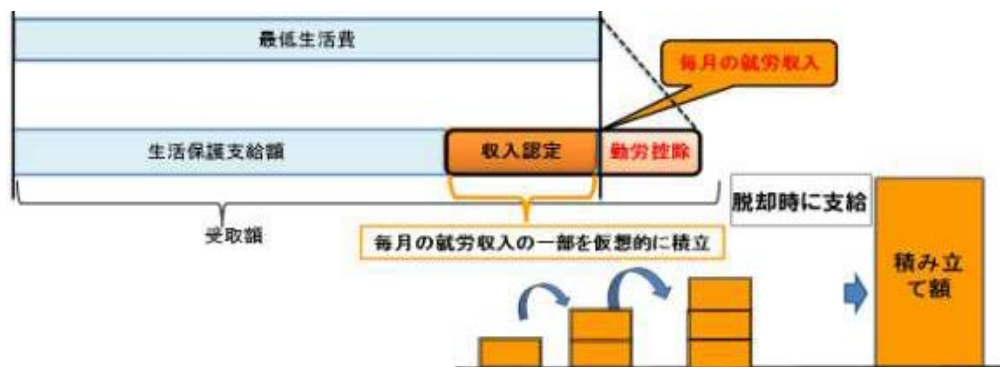 最低生活費
毎月の就労収入
生活保護支給額
収入認定
勤労控除
受取額
毎月の就労収入の一部を仮想的に積立
脱却時に支給
積み立
て額